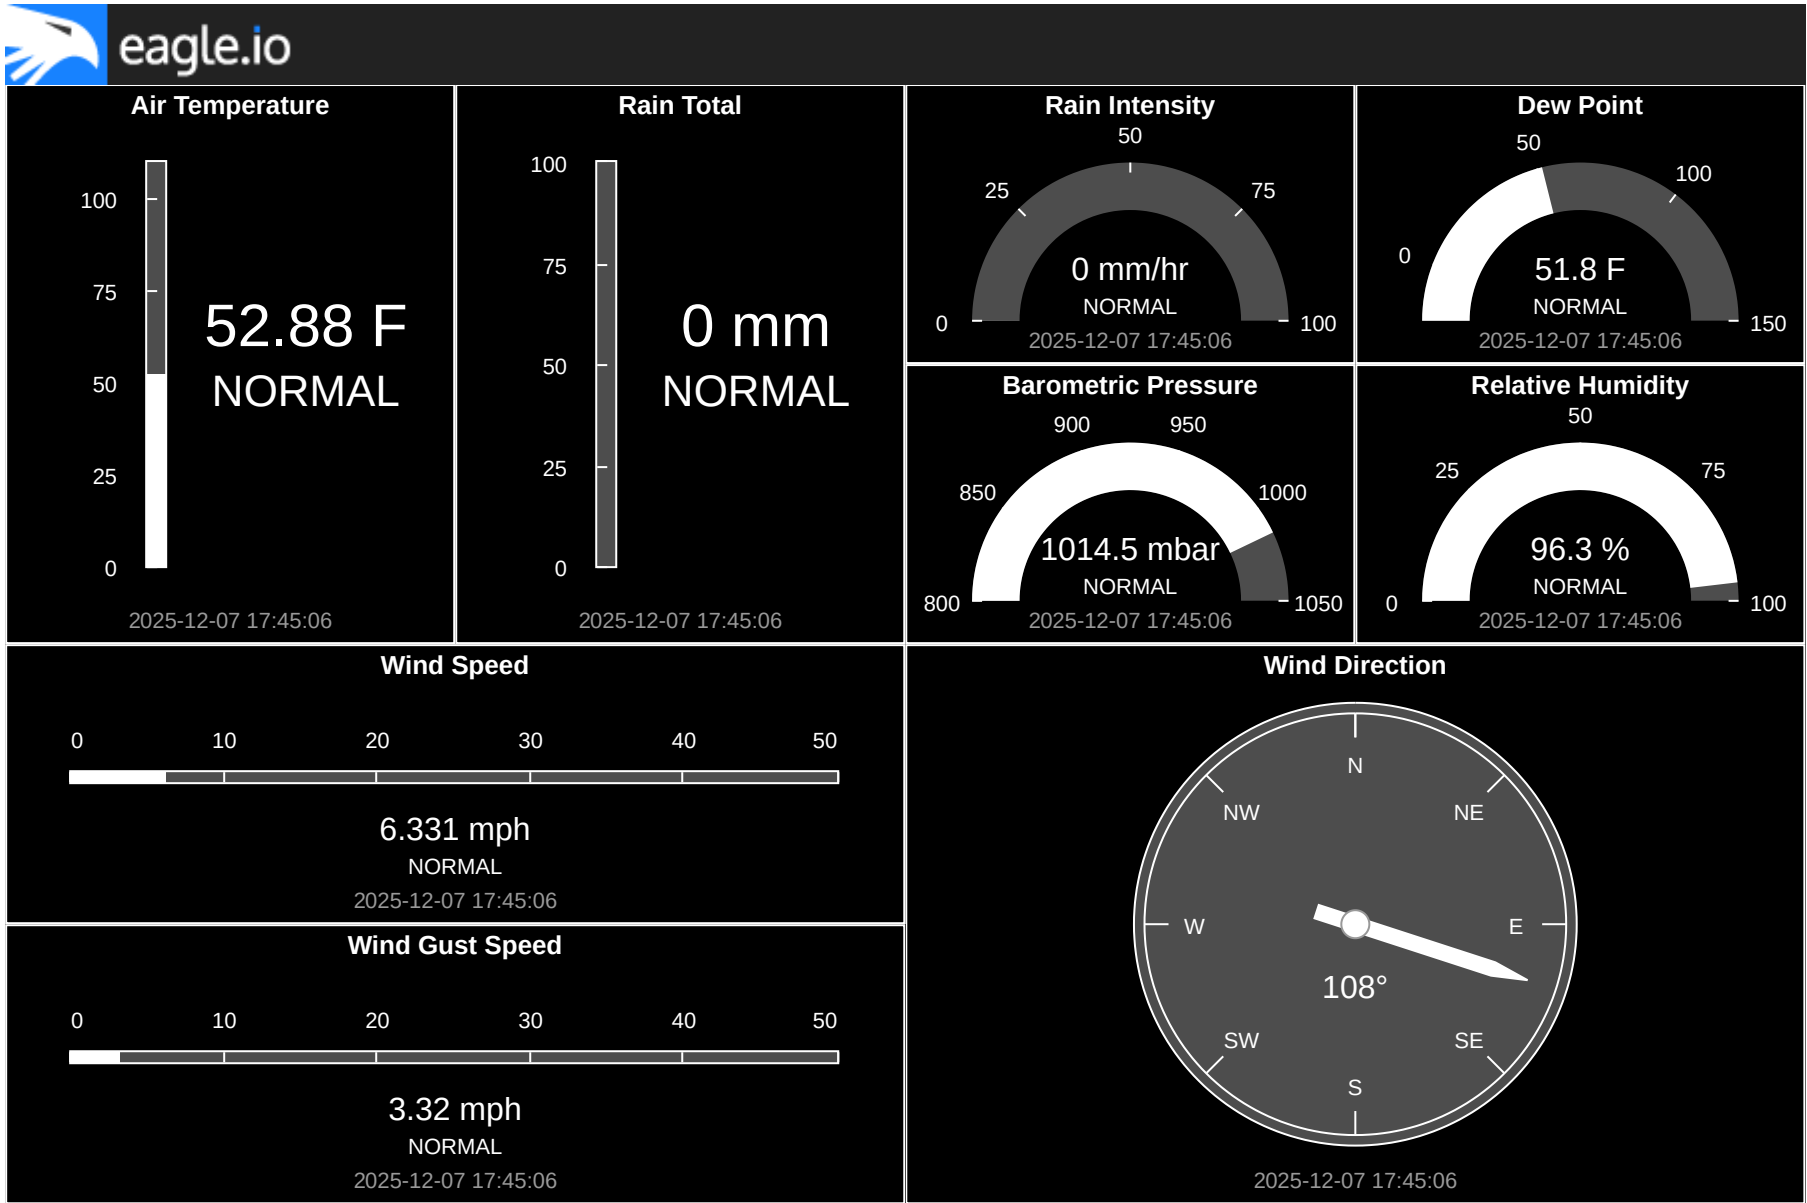 eagle.io
Air Temperature
100
75
50
25
0
52.88 F
NORMAL
2025-12-07 17:45:06
Rain Total
100
75
50
25
0
0 mm
NORMAL
2025-12-07 17:45:06
Rain Intensity
50
25
75
0
100
0 mm/hr
NORMAL
2025-12-07 17:45:06
Dew Point
50
100
0
150
51.8 F
NORMAL
2025-12-07 17:45:06
Barometric Pressure
900
950
850
1000
800
1050
1014.5 mbar
NORMAL
2025-12-07 17:45:06
Relative Humidity
50
25
75
0
100
96.3 %
NORMAL
2025-12-07 17:45:06
Wind Speed
0 10 20 30 40 50
6.331 mph
NORMAL
2025-12-07 17:45:06
Wind Gust Speed
0 10 20 30 40 50
3.32 mph
NORMAL
2025-12-07 17:45:06
Wind Direction
N
NW
NE
W
E
108°
SW
SE
S
2025-12-07 17:45:06